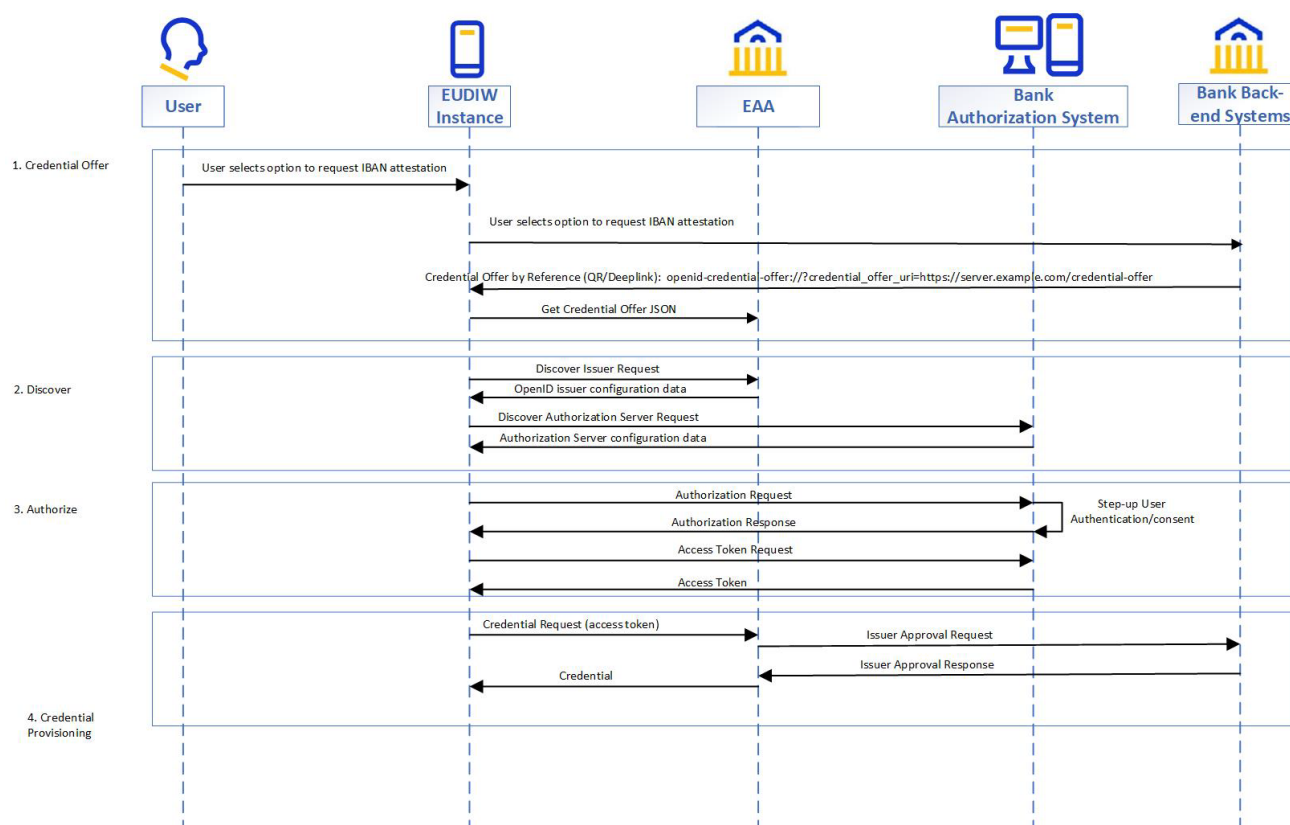 User
EUDIW
Instance
EAA
Bank
Authorization System
Bank Back-
end Systems
1. Credential Offer
User selects option to request IBAN attestation
User selects option to request IBAN attestation
Credential Offer by Reference (QR/Deeplink):  openid-credential-offer://?credential_offer_uri=https://server.example.com/credential-offer
Get Credential Offer JSON
2. Discover
Discover Issuer Request
OpenID issuer configuration data
Discover Authorization Server Request
Authorization Server configuration data
3. Authorize
Authorization Request
Step-up User
Authentication/consent
Authorization Response
Access Token Request
Access Token
Credential Request (access token)
Issuer Approval Request
Issuer Approval Response
Credential
4. Credential
Provisioning